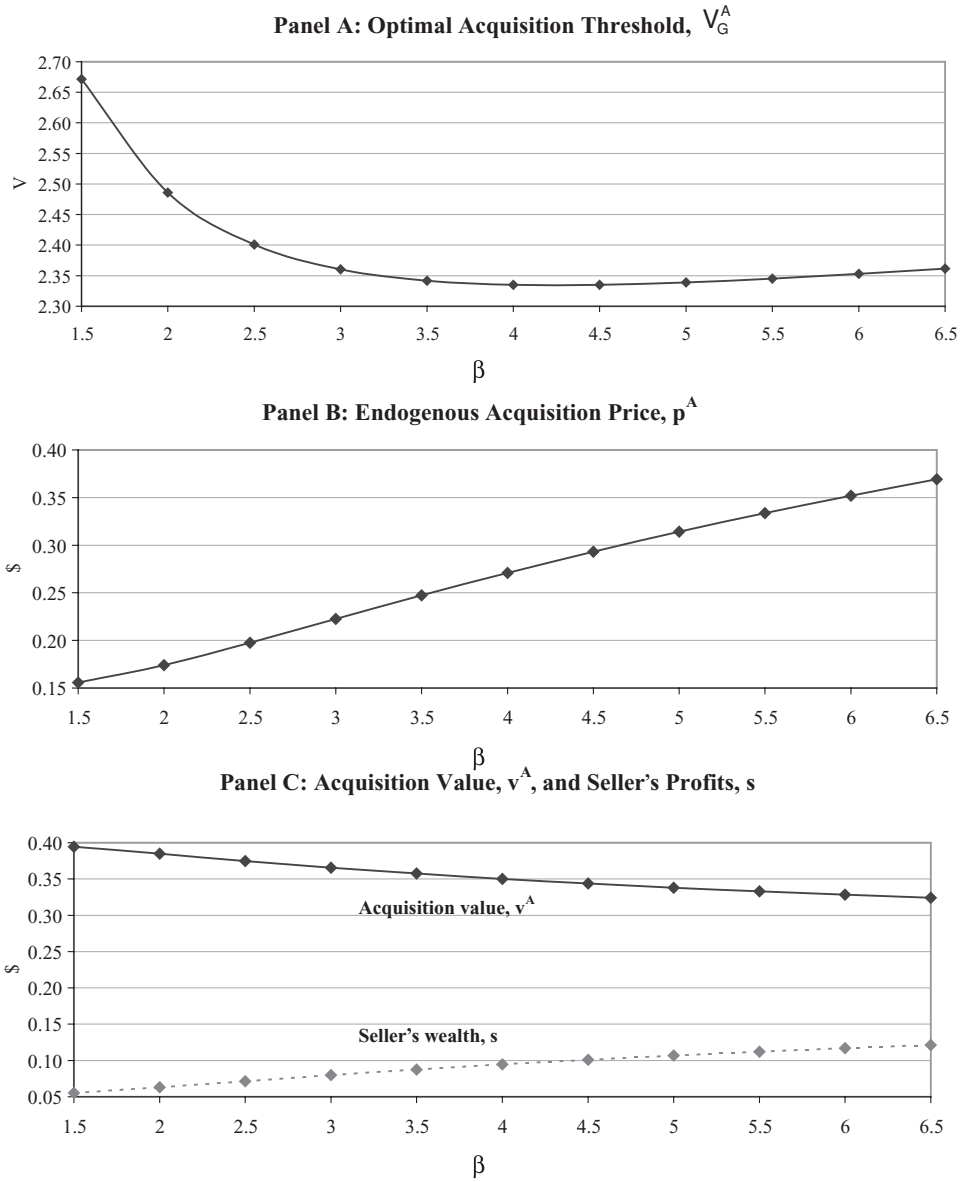 Panel A: Optimal Acquisition Threshold, V_G^A
2.70
2.65
2.60
2.55
2.50
2.45
2.40
2.35
2.30
V
1.5 2 2.5 3 3.5 4 4.5 5 5.5 6 6.5
β
Panel B: Endogenous Acquisition Price, p^A
0.40
0.35
0.30
0.25
0.20
0.15
$
1.5 2 2.5 3 3.5 4 4.5 5 5.5 6 6.5
β
Panel C: Acquisition Value, v^A, and Seller's Profits, s
0.40
0.35
0.30
0.25
0.20
0.15
0.10
0.05
$
Acquisition value, v^A
Seller's wealth, s
1.5 2 2.5 3 3.5 4 4.5 5 5.5 6 6.5
β